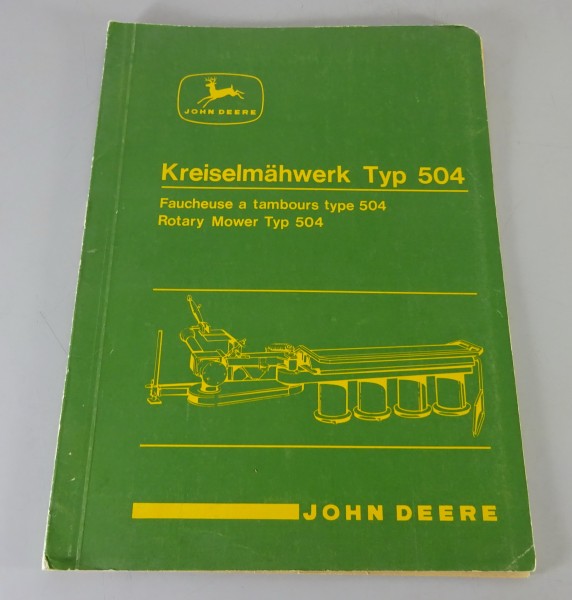 JOHN DEERE
Kreiselmähwerk Typ 504
Faucheuse a tambours type 504
Rotary Mower Typ 504
JOHN DEERE